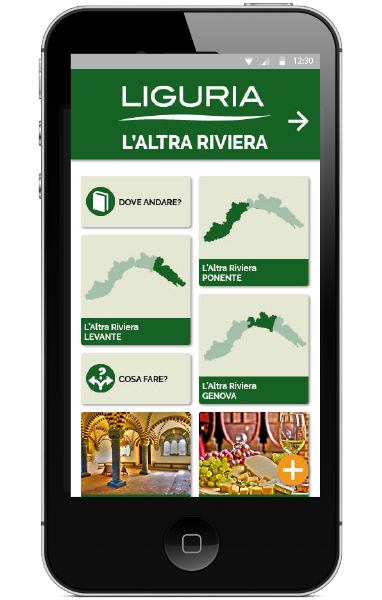 12:30
LIGURIA
L'ALTRA RIVIERA
DOVE ANDARE?
L'Altra Riviera
PONENTE
L'Altra Riviera
LEVANTE
L'Altra Riviera
GENOVA
COSA FARE?